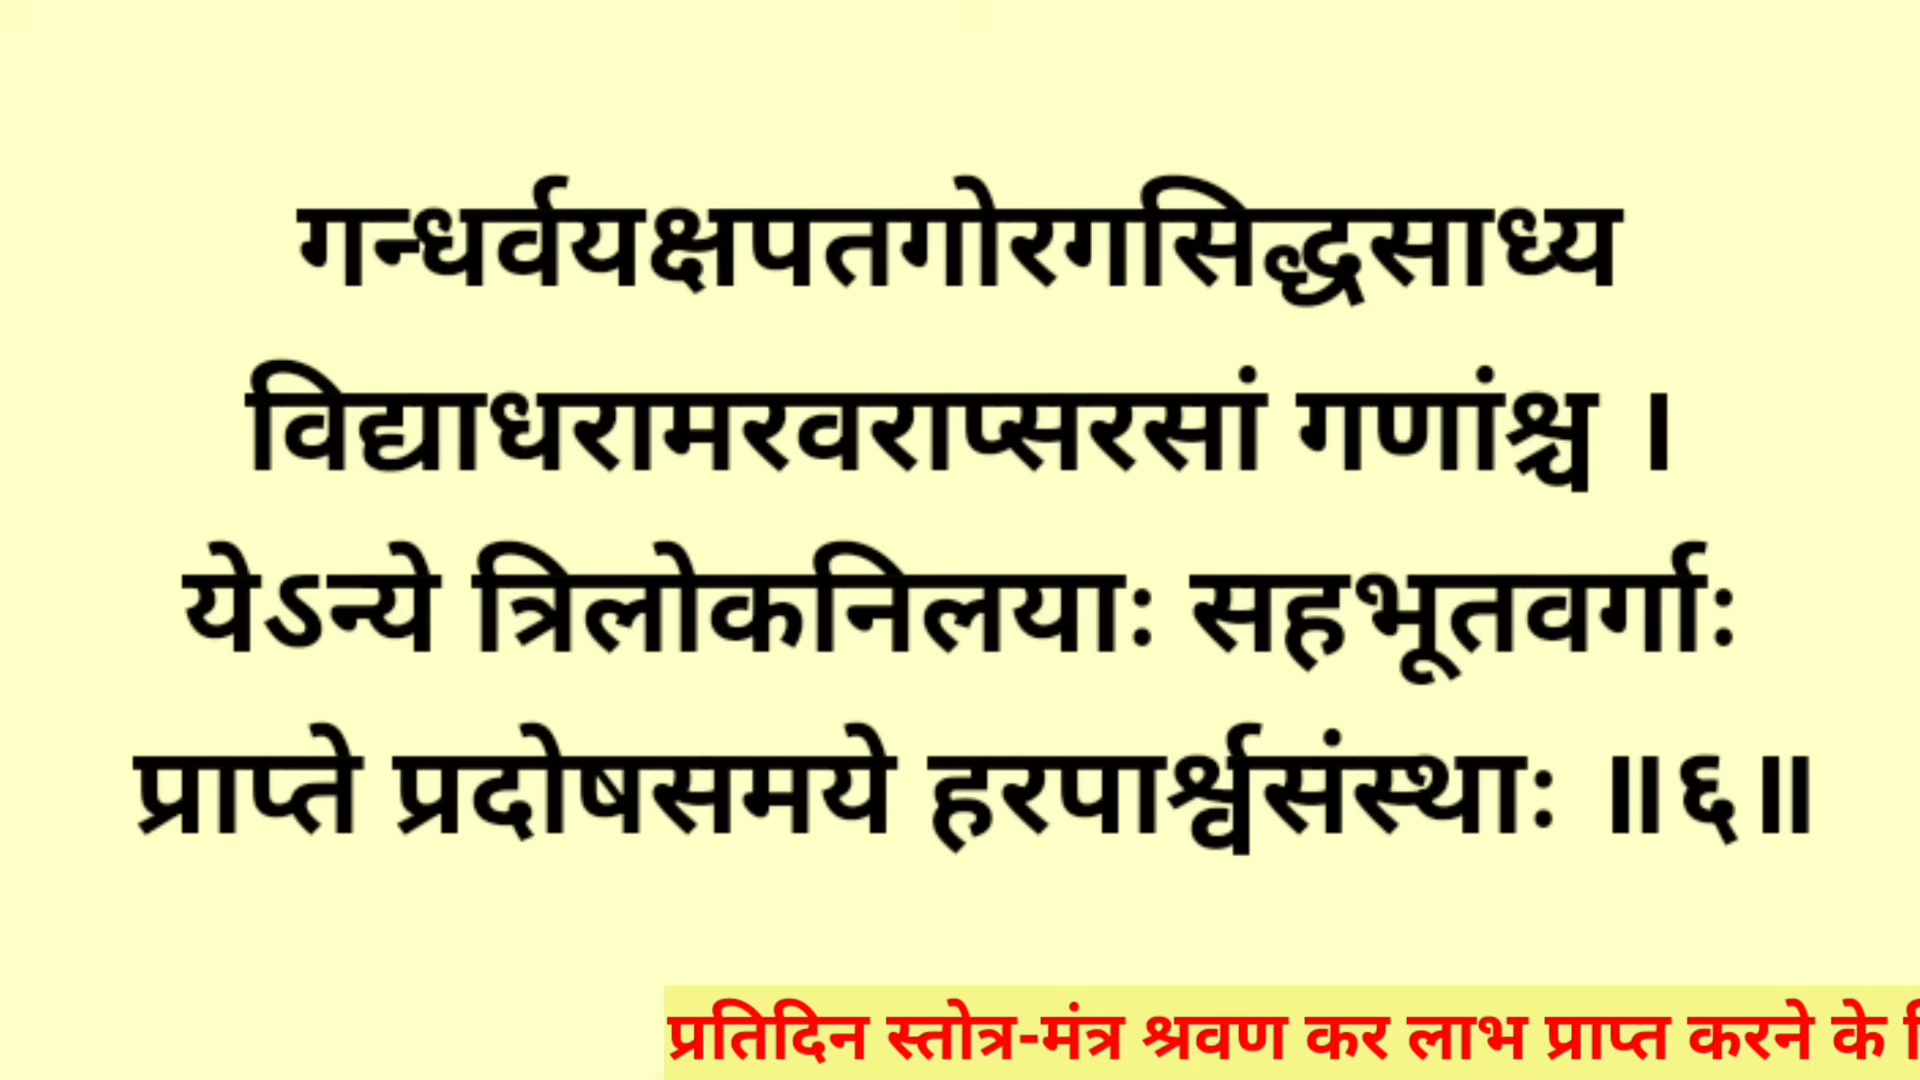 गन्धर्वयक्षपतगोरगसिद्धसाध्य
विद्याधरामरवराप्सरसां गणांश्च ।
येऽन्ये त्रिलोकनिलयाः सहभूतवर्गाः
प्राप्ते प्रदोषसमये हरपार्श्वसंस्थाः ॥६॥
प्रतिदिन स्तोत्र-मंत्र श्रवण कर लाभ प्राप्त करने के